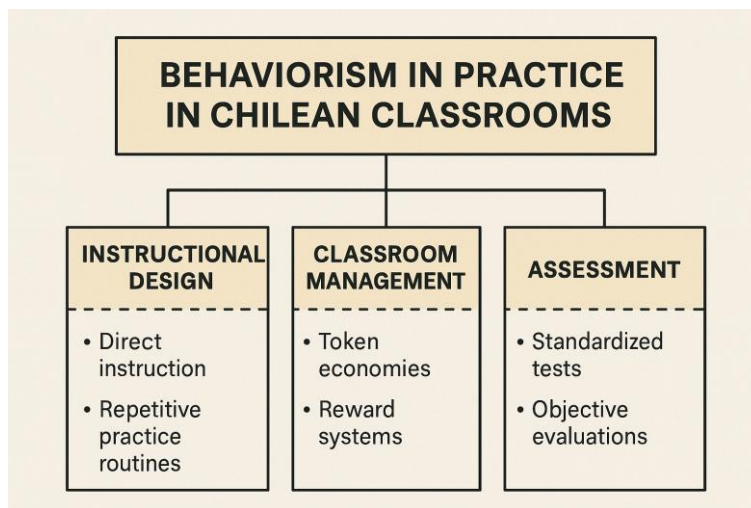 BEHAVIORISM IN PRACTICE
IN CHILEAN CLASSROOMS
INSTRUCTIONAL
DESIGN
• Direct
instruction
• Repetitive
practice
routines
CLASSROOM
MANAGEMENT
• Token
economies
• Reward
systems
ASSESSMENT
• Standardized
tests
• Objective
evaluations